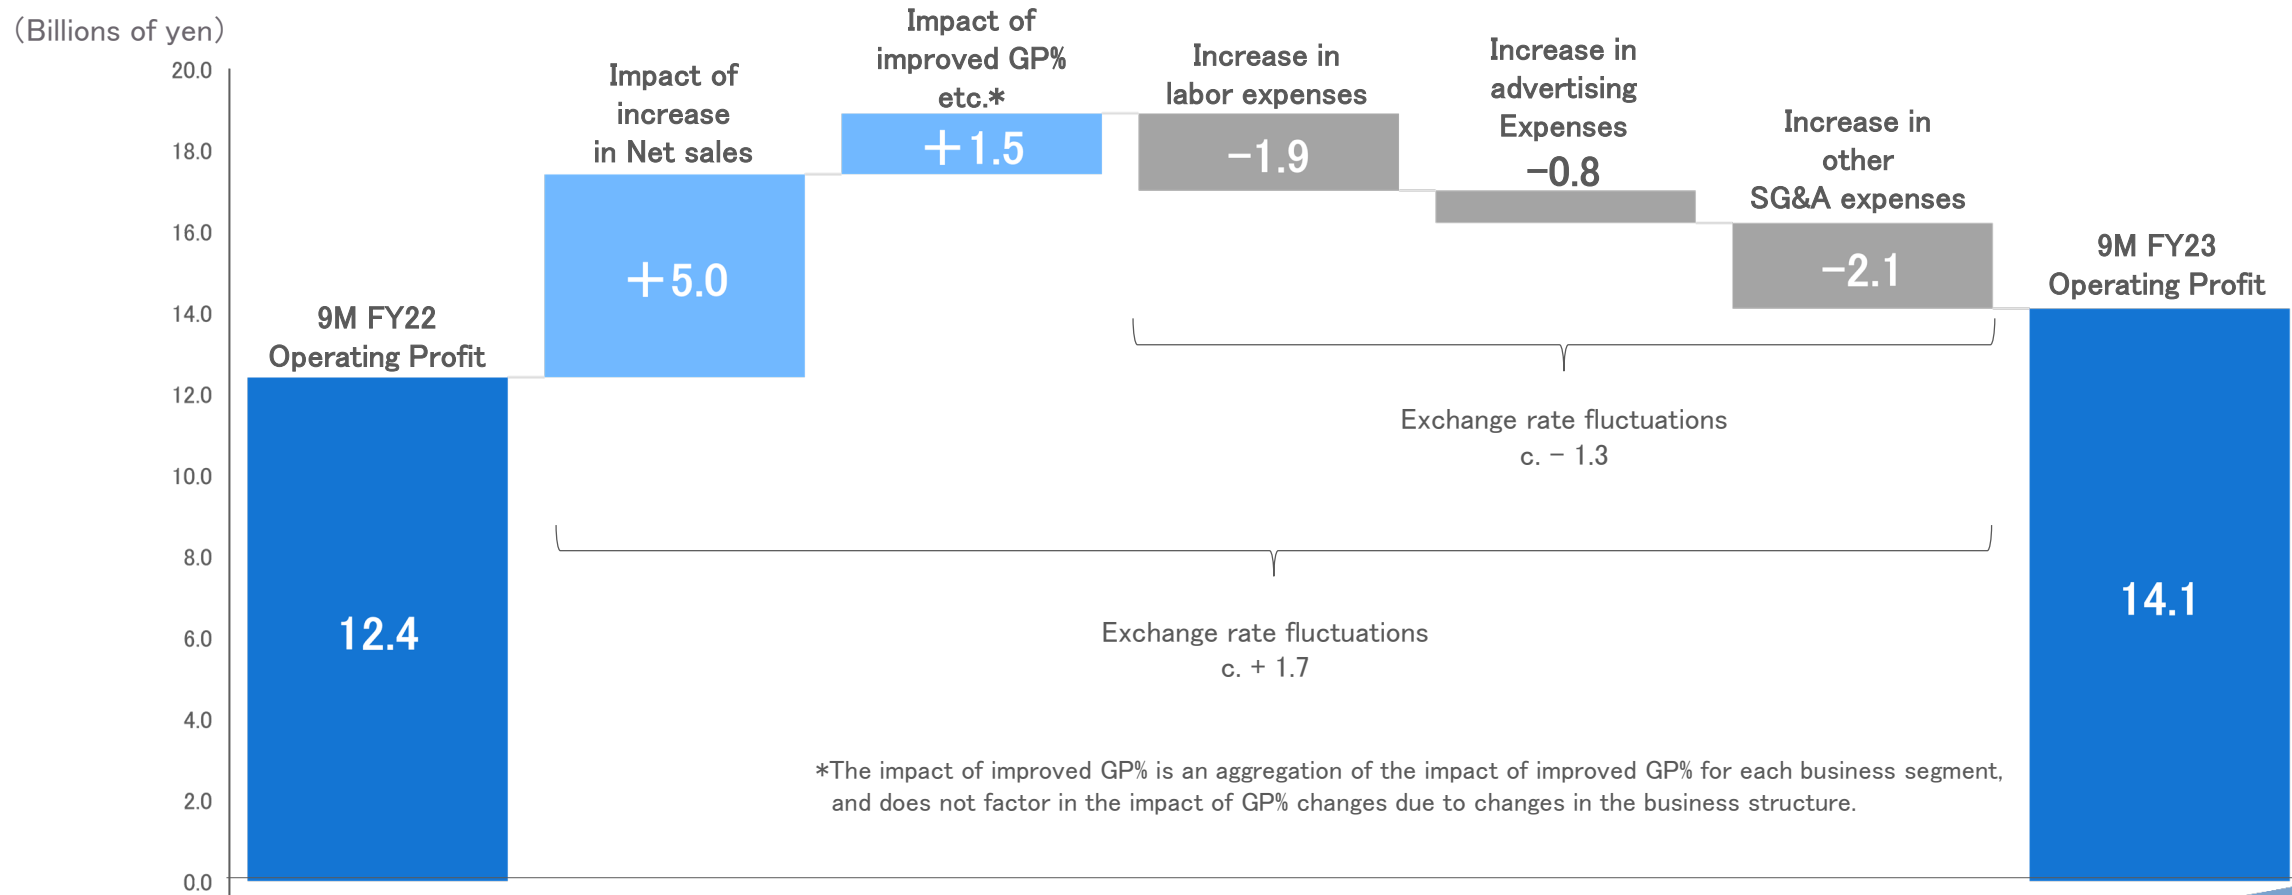 (Billions of yen)
20.0
18.0
16.0
14.0
12.0
10.0
8.0
6.0
4.0
2.0
0.0
9M FY22
Operating Profit
12.4
Impact of
increase
in Net sales
+5.0
Impact of
improved GP%
etc.*
+1.5
Increase in
labor expenses
-1.9
Increase in
advertising
Expenses
-0.8
Increase in
other
SG&A expenses
-2.1
9M FY23
Operating Profit
14.1
Exchange rate fluctuations
c. - 1.3
Exchange rate fluctuations
c. + 1.7
*The impact of improved GP% is an aggregation of the impact of improved GP% for each business segment,
and does not factor in the impact of GP% changes due to changes in the business structure.